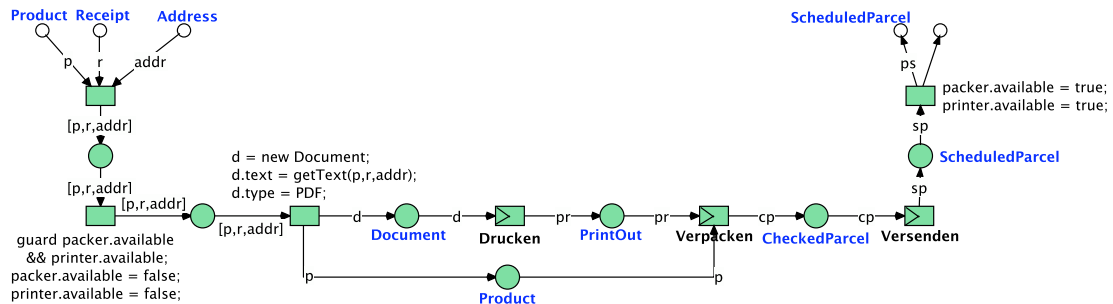 Product
Receipt
Address
ScheduledParcel
p
r
addr
ps
packer.available = true;
printer.available = true;
[p,r,addr]
sp
d = new Document;
d.text = getText(p,r,addr);
d.type = PDF;
ScheduledParcel
[p,r,addr]
sp
[p,r,addr]
[p,r,addr]
d
d
pr
pr
cp
cp
Document
Drucken
PrintOut
Verpacken
CheckedParcel
Versenden
guard packer.available
&& printer.available;
packer.available = false;
printer.available = false;
p
p
Product